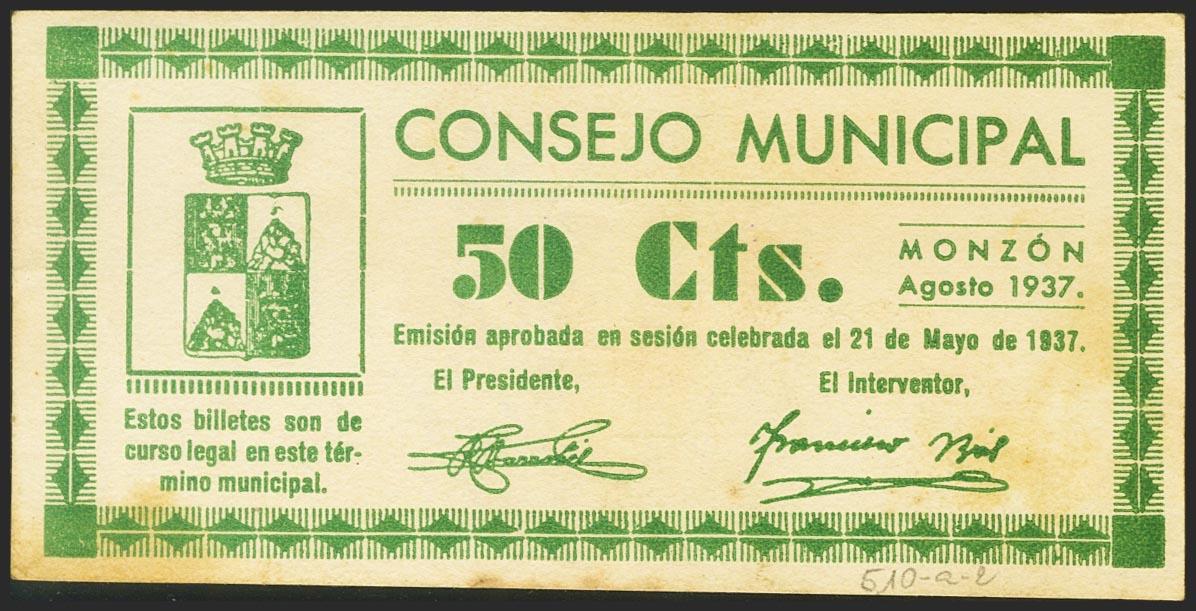 CONSEJO MUNICIPAL
50 Cts.
MONZÓN
Agosto 1937.
Emisión aprobada en sesión celebrada el 21 de Mayo de 1937.
El Presidente,
El Interventor,
Francisco
Estos billetes son de
curso legal en este tér-
mino municipal.
510-a-2